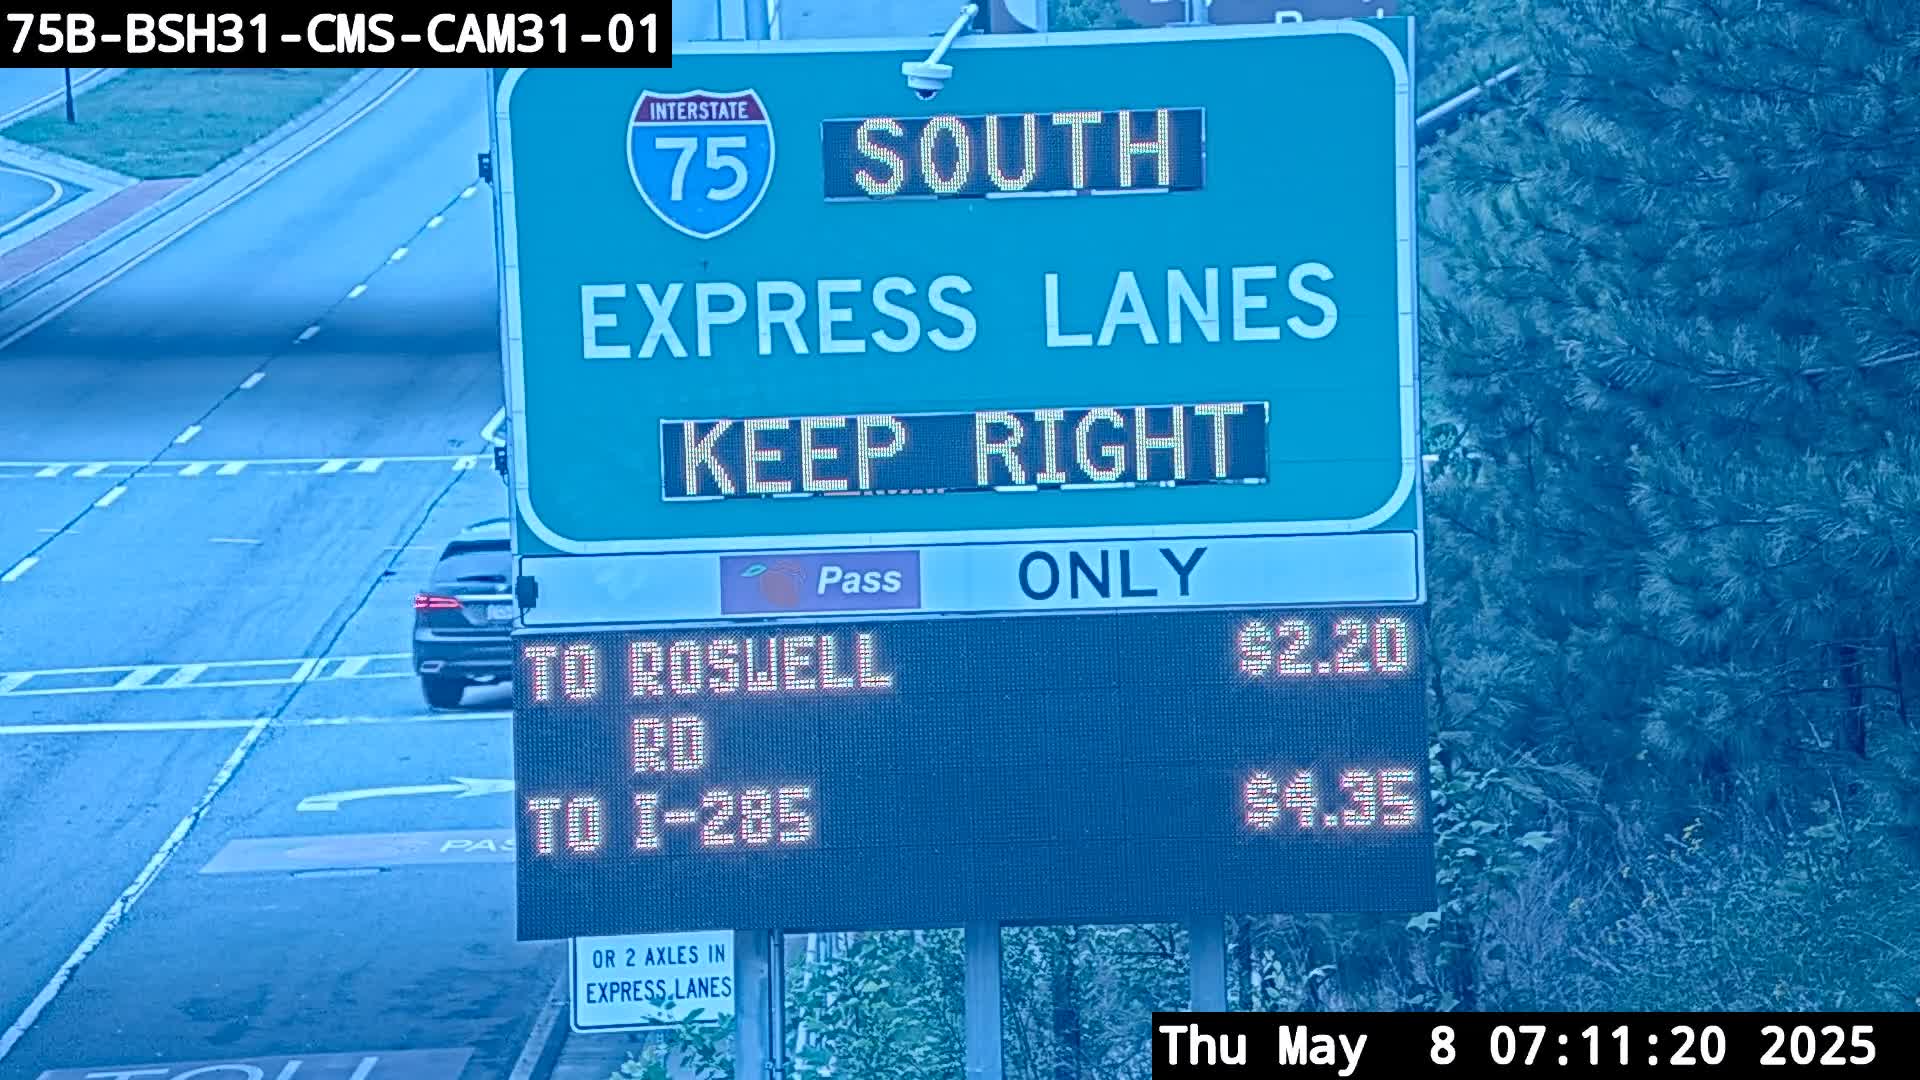 75B-BSH31-CMS-CAM31-01
INTERSTATE
75
SOUTH
EXPRESS LANES
KEEP RIGHT
Pass ONLY
TO ROSWELL $2.20
RD
TO I-285 $4.35
OR 2 AXLES IN
EXPRESS LANES
TOLL
Thu May 8 07:11:20 2025